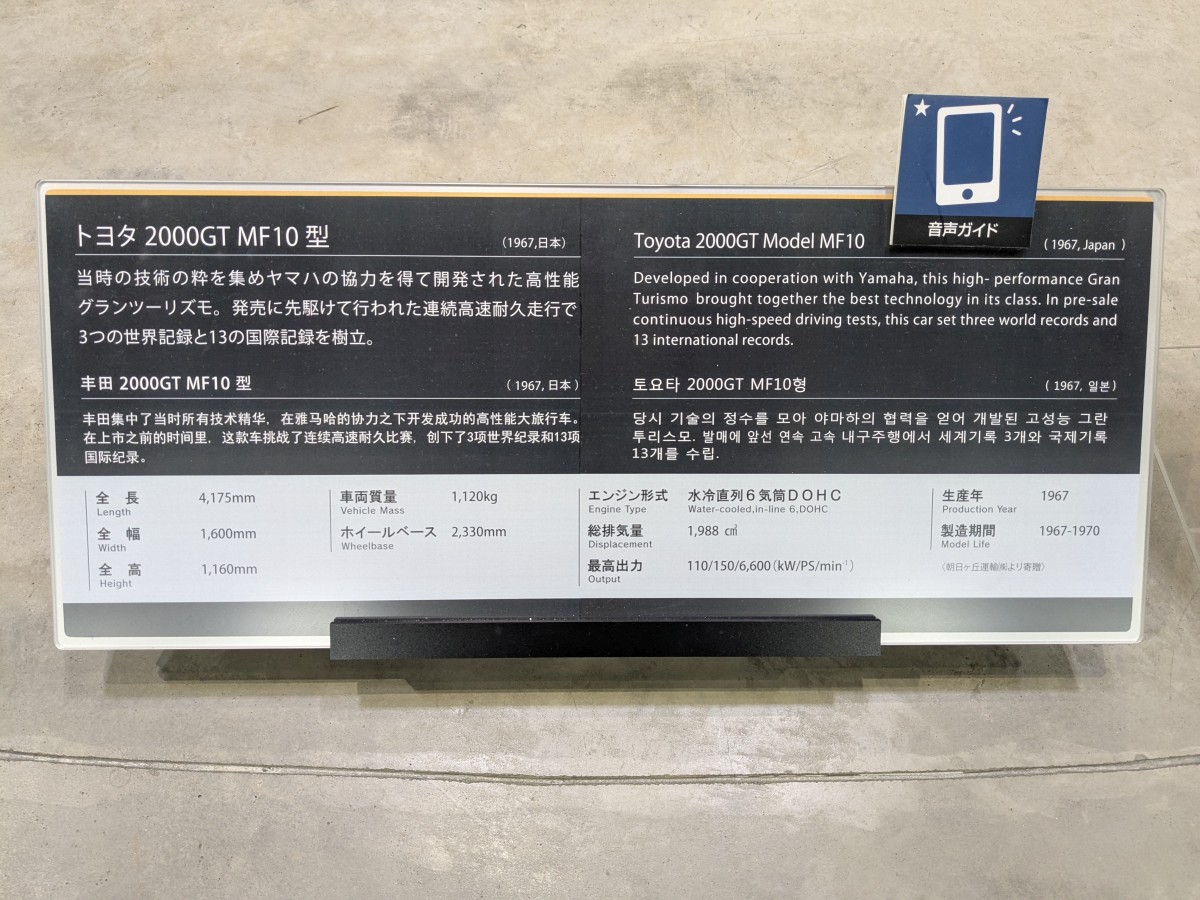 音声ガイド
トヨタ 2000GT MF10 型 (1967,日本)
当時の技術の粋を集めヤマハの協力を得て開発された高性能
グランツーリズモ。発売に先駆けて行われた連続高速耐久走行で
3つの世界記録と13の国際記録を樹立。
Toyota 2000GT Model MF10 (1967, Japan )
Developed in cooperation with Yamaha, this high- performance Gran
Turismo brought together the best technology in its class. In pre-sale
continuous high-speed driving tests, this car set three world records and
13 international records.
丰田 2000GT MF10 型 (1967, 日本)
丰田集中了当时所有技术精华，在雅马哈的协力之下开发成功的高性能大旅行车。
在上市之前的时间里，这款车挑战了连续高速耐久比赛，创下了3项世界纪录和13项
国际纪录。
토요타 2000GT MF10형 (1967, 일본)
당시 기술의 정수를 모아 야마하의 협력을 얻어 개발된 고성능 그란
투리스모. 발매에 앞선 연속 고속 내구주행에서 세계기록 3개와 국제기록
13개를 수립.
全 長 4,175mm
Length
全 幅 1,600mm
Width
全 高 1,160mm
Height
車両質量 1,120kg
Vehicle Mass
ホイールベース 2,330mm
Wheelbase
エンジン形式 水冷直列６気筒ＤＯＨＣ
Engine Type Water-cooled,in-line 6,DOHC
総排気量 1,988 ㎤
Displacement
最高出力 110/150/6,600(kW/PS/min⁻¹)
Output
生産年 1967
Production Year
製造期間 1967-1970
Model Life
〈朝日ヶ丘運輸㈱より寄贈〉